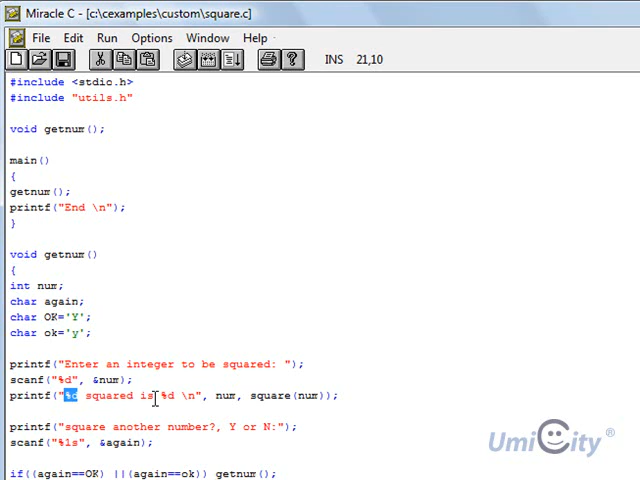 Miracle C - [c:\cexamples\custom\square.c]
File Edit Run Options Window Help
INS 21,10
#include <stdio.h>
#include "utils.h"
void getnum();
main()
{
getnum();
printf("End \n");
}
void getnum()
{
int num;
char again;
char OK='Y';
char ok='y';
printf("Enter an integer to be squared: ");
scanf("%d", &num);
printf("%d squared is %d \n", num, square(num));
printf("square another number?, Y or N:");
scanf("%1s", &again);
if((again==OK) ||(again==ok)) getnum();
UmiCity